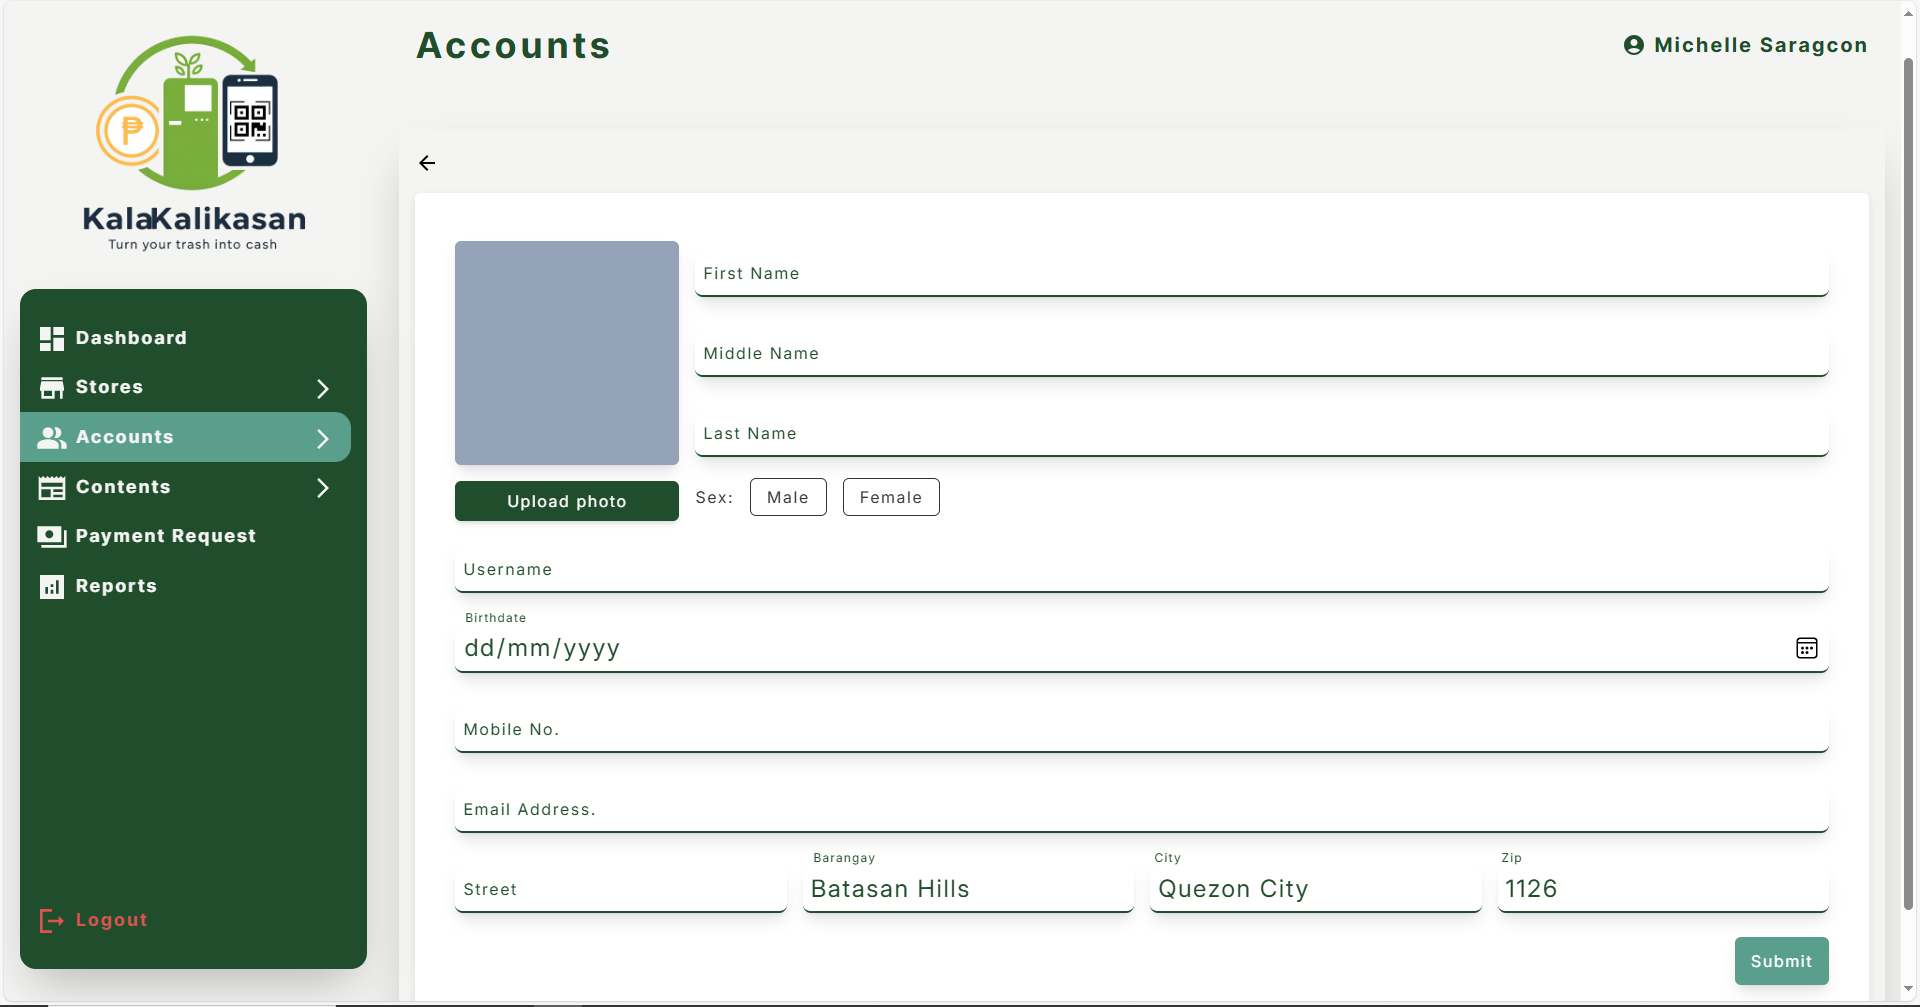 Accounts
Michelle Saragcon
KalaKalikasan
Turn your trash into cash
Dashboard
Stores
Accounts
Contents
Payment Request
Reports
Logout
First Name
Middle Name
Last Name
Upload photo
Sex:
Male
Female
Username
Birthdate
dd/mm/yyyy
Mobile No.
Email Address.
Street
Barangay
Batasan Hills
City
Quezon City
Zip
1126
Submit